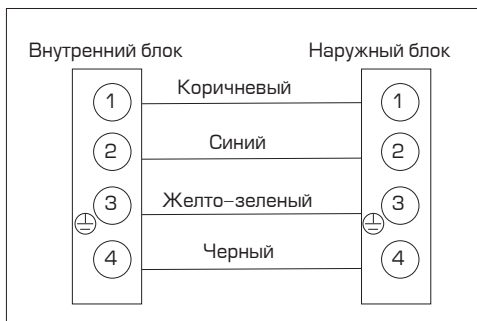 Внутренний блок
Наружный блок
1 Коричневый 1
2 Синий 2
3 Желто-зеленый 3
4 Черный 4